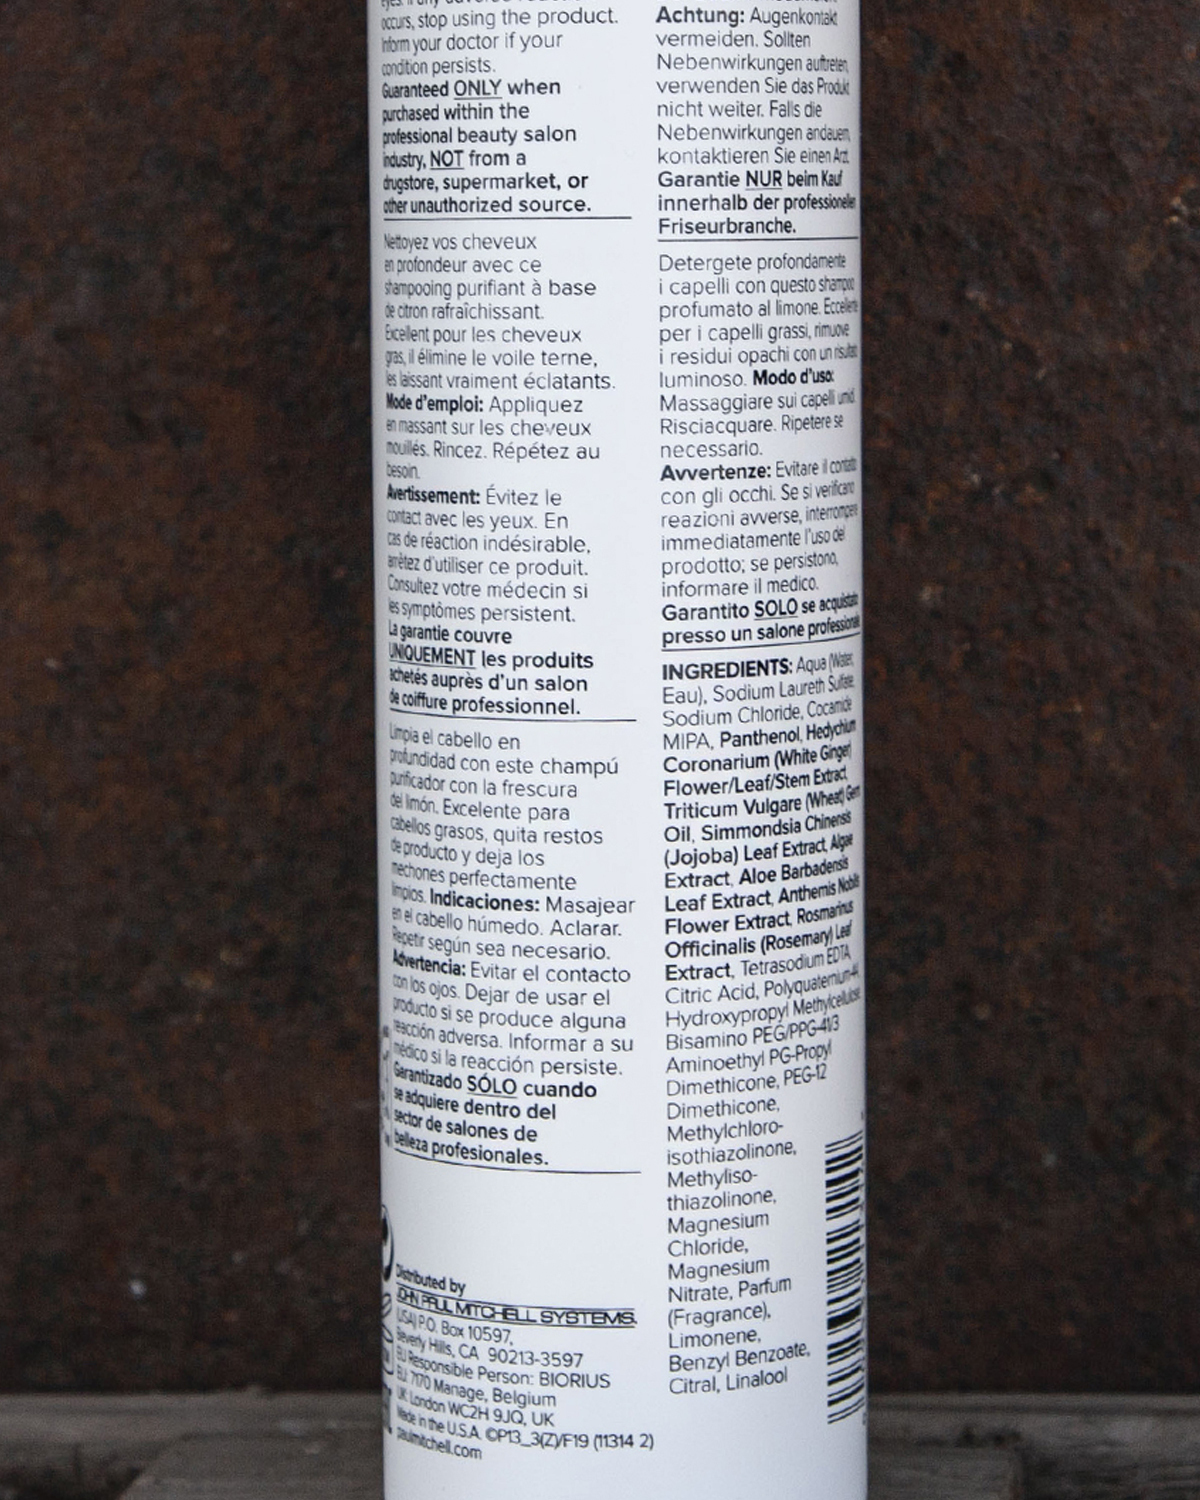 occurs, stop using the product.
Inform your doctor if your
condition persists.
Guaranteed ONLY when
purchased within the
professional beauty salon
industry, NOT from a
drugstore, supermarket, or
other unauthorized source.
Nettoyez vos cheveux
en profondeur avec ce
shampooing purifiant à base
de citron rafraîchissant.
Excellent pour les cheveux
gras, il élimine le voile terne,
les laissant vraiment éclatants.
Mode d'emploi: Appliquez
en massant sur les cheveux
mouillés. Rincez. Répétez au
besoin.
Avertissement: Évitez le
contact avec les yeux. En
cas de réaction indésirable,
arrêtez d'utiliser ce produit.
Consultez votre médecin si
les symptômes persistent.
La garantie couvre
UNIQUEMENT les produits
achetés auprès d'un salon
de coiffure professionnel.
Limpia el cabello en
profundidad con este champú
purificador con la frescura
del limón. Excelente para
cabellos grasos, quita restos
de producto y deja los
mechones perfectamente
limpios. Indicaciones: Masajear
en el cabello húmedo. Aclarar.
Repetir según sea necesario.
Advertencia: Evitar el contacto
con los ojos. Dejar de usar el
producto si se produce alguna
reacción adversa. Informar a su
médico si la reacción persiste.
Garantizado SÓLO cuando
se adquiere dentro del
sector de salones de
belleza profesionales.
Distributed by
JOHN PAUL MITCHELL SYSTEMS.
(USA) P.O. Box 10597,
Beverly Hills, CA 90213-3597
EU Responsible Person: BIORIUS
EU: 7170 Manage, Belgium
UK: London WC2H 9JQ, UK
Made in the U.S.A. ©P13_3(Z)/F19 (11314 2)
paulmitchell.com
Achtung: Augenkontakt
vermeiden. Sollten
Nebenwirkungen auftreten,
verwenden Sie das Produkt
nicht weiter. Falls die
Nebenwirkungen andauern,
kontaktieren Sie einen Arzt.
Garantie NUR beim Kauf
innerhalb der professionellen
Friseurbranche.
Detergete profondamente
i capelli con questo shampoo
profumato al limone. Eccellente
per i capelli grassi, rimuove
i residui opachi con un risultato
luminoso. Modo d'uso:
Massaggiare sui capelli umidi.
Risciacquare. Ripetere se
necessario.
Avvertenze: Evitare il contatto
con gli occhi. Se si verificano
reazioni avverse, interrompere
immediatamente l'uso del
prodotto; se persistono,
informare il medico.
Garantito SOLO se acquistato
presso un salone professionale.
INGREDIENTS: Aqua (Water,
Eau), Sodium Laureth Sulfate,
Sodium Chloride, Cocamide
MIPA, Panthenol, Hedychium
Coronarium (White Ginger)
Flower/Leaf/Stem Extract,
Triticum Vulgare (Wheat) Germ
Oil, Simmondsia Chinensis
(Jojoba) Leaf Extract, Algae
Extract, Aloe Barbadensis
Leaf Extract, Anthemis Nobilis
Flower Extract, Rosmarinus
Officinalis (Rosemary) Leaf
Extract, Tetrasodium EDTA,
Citric Acid,
Hydroxypropyl Methylcellulose,
Bisamino PEG/PPG-41/3
Aminoethyl PG-Propyl
Dimethicone, PEG-12
Dimethicone,
Methylchloro-
isothiazolinone,
Methyliso-
thiazolinone,
Magnesium
Chloride,
Magnesium
Nitrate, Parfum
(Fragrance),
Limonene,
Benzyl Benzoate,
Citral, Linalool